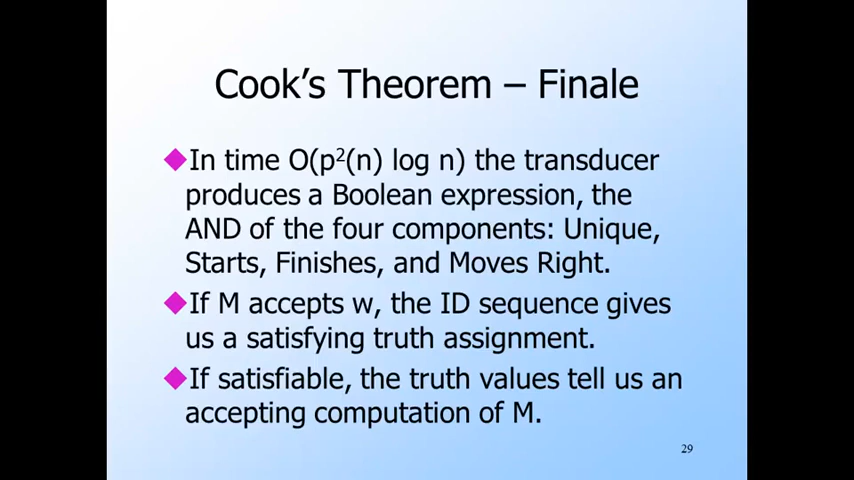 Cook’s Theorem – Finale
In time O(p²(n) log n) the transducer
produces a Boolean expression, the
AND of the four components: Unique,
Starts, Finishes, and Moves Right.
If M accepts w, the ID sequence gives
us a satisfying truth assignment.
If satisfiable, the truth values tell us an
accepting computation of M.
29